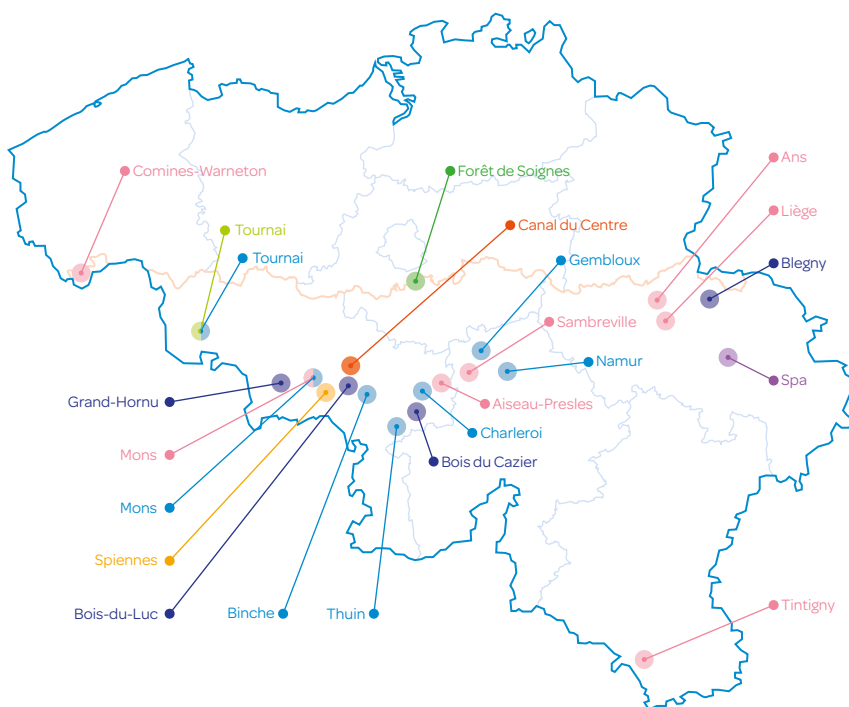 Ans
Comines-Warneton
Forêt de Soignes
Liège
Canal du Centre
Tournai
Tournai
Gembloux
Blegny
Sambreville
Namur
Spa
Grand-Hornu
Aiseau-Presles
Charleroi
Mons
Bois du Cazier
Mons
Spiennes
Tintigny
Bois-du-Luc
Binche
Thuin